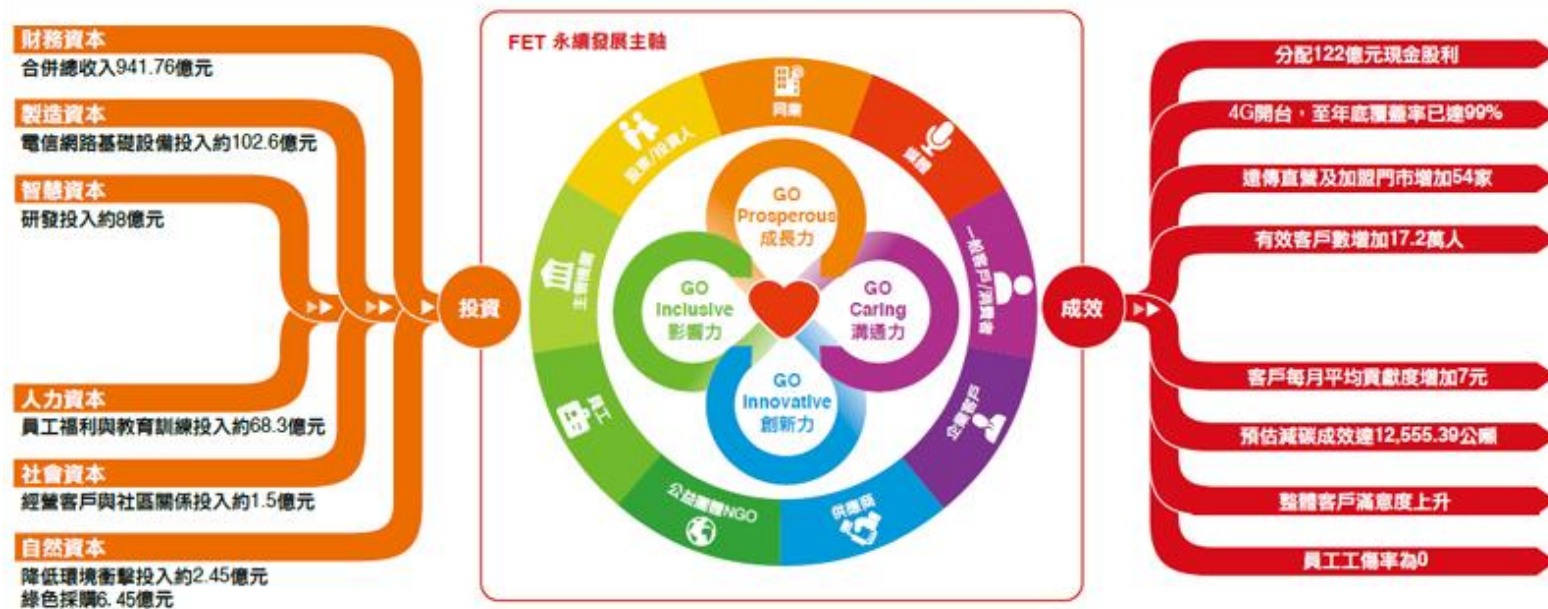 財務資本
合併總收入941.76億元
製造資本
電信網路基礎設備投入約102.6億元
智慧資本
研發投入約8億元
人力資本
員工福利與教育訓練投入約68.3億元
社會資本
經營客戶與社區關係投入約1.5億元
自然資本
降低環境衝擊投入約2.45億元
綠色採購6.45億元
投資
FET 永續發展主軸
同業
媒體
一般客戶/消費者
企業客戶
供應商
公益團體NGO
員工
主管機關
股東/投資人
GO
Prosperous
成長力
GO
Inclusive
影響力
GO
Caring
溝通力
GO
Innovative
創新力
成效
分配122億元現金股利
4G開台，至年底覆蓋率已達99%
遠傳直營及加盟門市增加54家
有效客戶數增加17.2萬人
客戶每月平均貢獻度增加7元
預估減碳成效達12,555.39公噸
整體客戶滿意度上升
員工工傷率為0